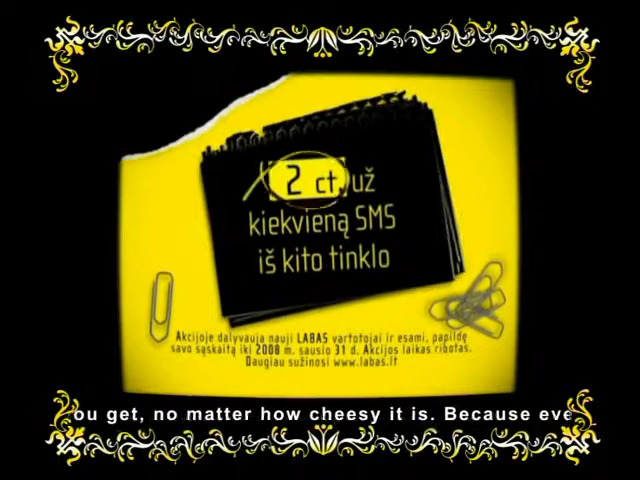 2 ct. už
kiekvieną SMS
iš kito tinklo
Akcijoje dalyvauja nauji LABAS vartotojai ir esami, papildę
savo sąskaitą iki 2008 m. sausio 31 d. Akcijos laikas ribotas.
Daugiau sužinosi www.labas.lt
ou get, no matter how cheesy it is. Because eve